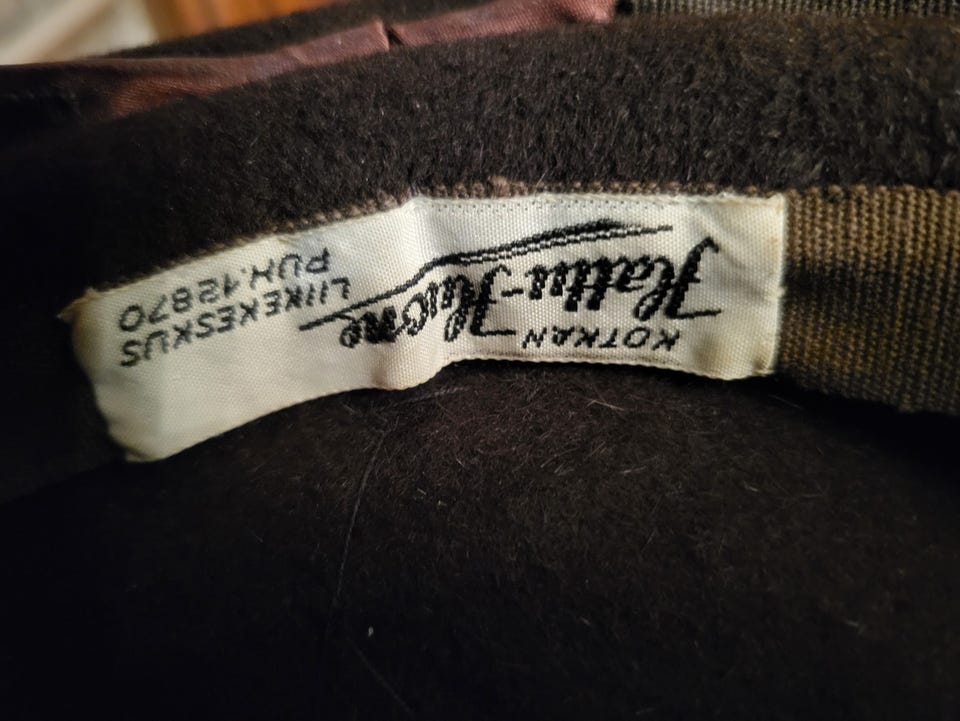 KOTKAN
Hattu-Huone
LIIKEKESKUS
PUH. 12870